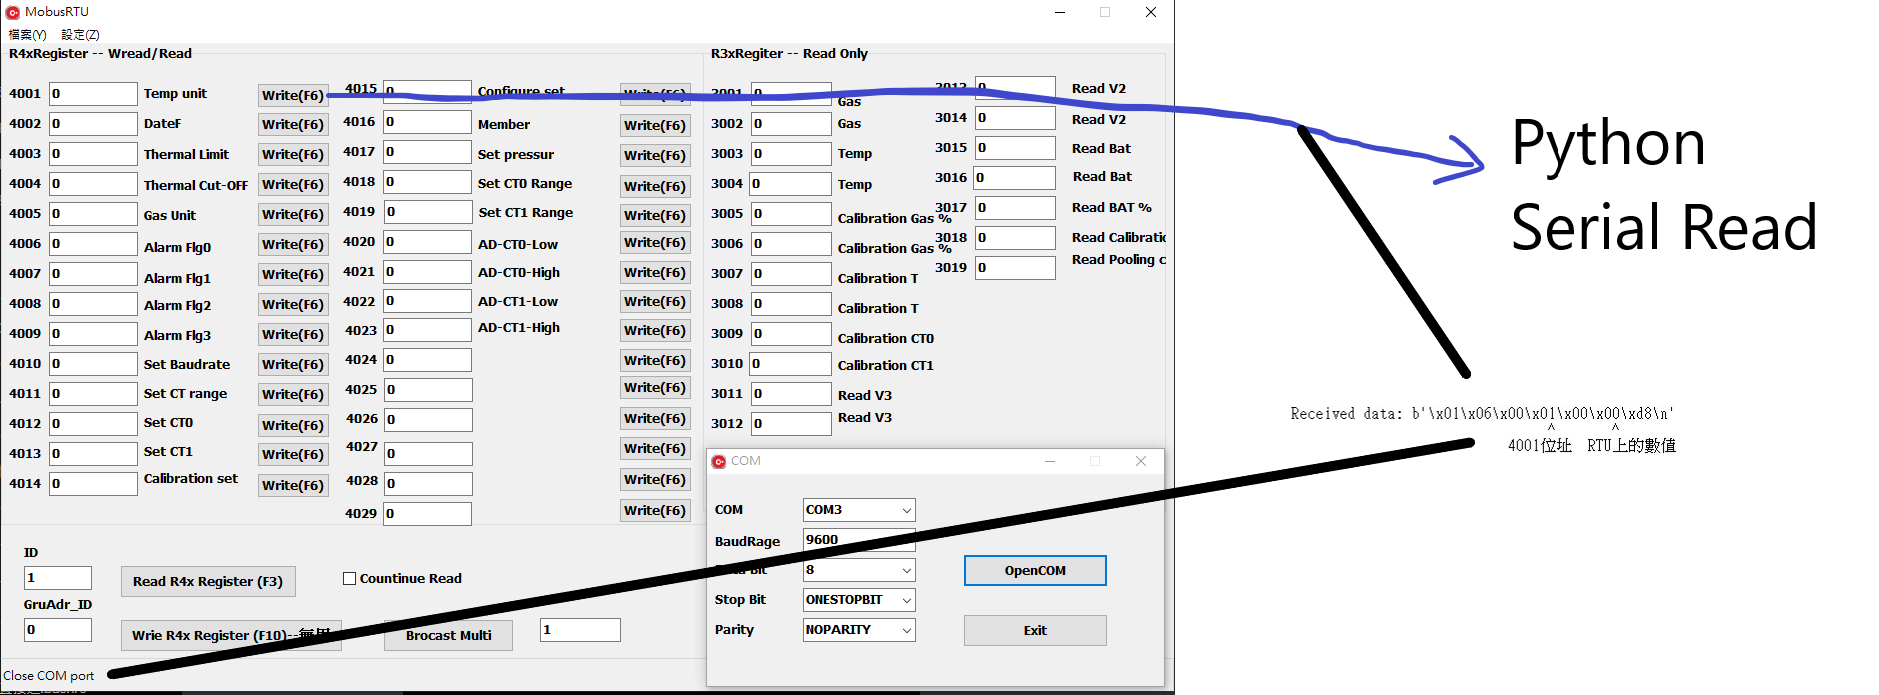 MobusRTU
檔案(Y) 設定(Z)
R4xRegister -- Wread/Read
4001 0 Temp unit Write(F6)
4002 0 DateF Write(F6)
4003 0 Thermal Limit Write(F6)
4004 0 Thermal Cut-OFF Write(F6)
4005 0 Gas Unit Write(F6)
4006 0 Alarm Flg0 Write(F6)
4007 0 Alarm Flg1 Write(F6)
4008 0 Alarm Flg2 Write(F6)
4009 0 Alarm Flg3 Write(F6)
4010 0 Set Baudrate Write(F6)
4011 0 Set CT range Write(F6)
4012 0 Set CT0 Write(F6)
4013 0 Set CT1 Write(F6)
4014 0 Calibration set Write(F6)
4015 0 Configure set Write(F6)
4016 0 Member Write(F6)
4017 0 Set pressur Write(F6)
4018 0 Set CT0 Range Write(F6)
4019 0 Set CT1 Range Write(F6)
4020 0 AD-CT0-Low Write(F6)
4021 0 AD-CT0-High Write(F6)
4022 0 AD-CT1-Low Write(F6)
4023 0 AD-CT1-High Write(F6)
4024 0 Write(F6)
4025 0 Write(F6)
4026 0 Write(F6)
4027 0 Write(F6)
4028 0 Write(F6)
4029 0 Write(F6)
R3xRegiter -- Read Only
3001 0 Gas
3002 0 Gas
3003 0 Temp
3004 0 Temp
3005 0 Calibration Gas %
3006 0 Calibration Gas %
3007 0 Calibration T
3008 0 Calibration T
3009 0 Calibration CT0
3010 0 Calibration CT1
3011 0 Read V3
3012 0 Read V3
3013 0 Read V2
3014 0 Read V2
3015 0 Read Bat
3016 0 Read Bat
3017 0 Read BAT %
3018 0 Read Calibratic
3019 0 Read Pooling c
ID
1 Read R4x Register (F3) Countinue Read
GruAdr_ID
0 Wrie R4x Register (F10)-- Brocast Multi 1
Close COM port
COM
COM COM3
BaudRage 9600
Bit 8 OpenCOM
Stop Bit ONESTOPBIT
Parity NOPARITY Exit
Python
Serial Read
Received data: b'\x01\x06\x00\x01\x00\x00\xd8\n'
^ ^
4001位址 RTU上的數值